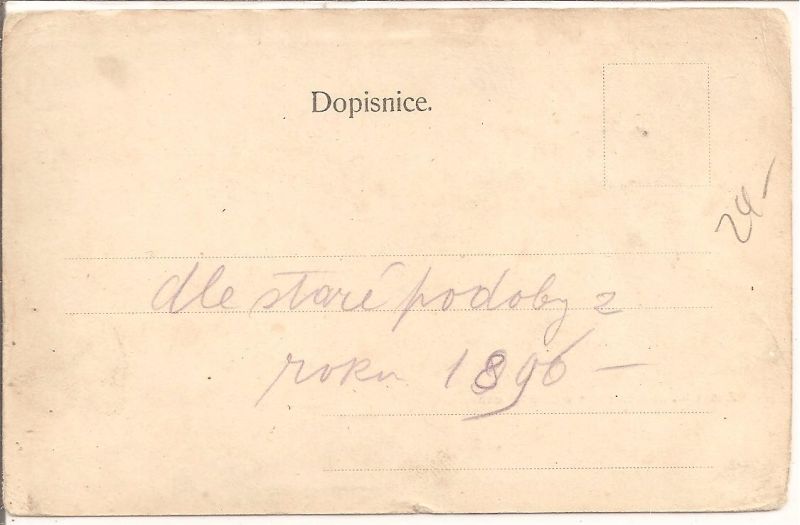 Dopisnice.
24-
dle staré podoby z
roku 1896 —